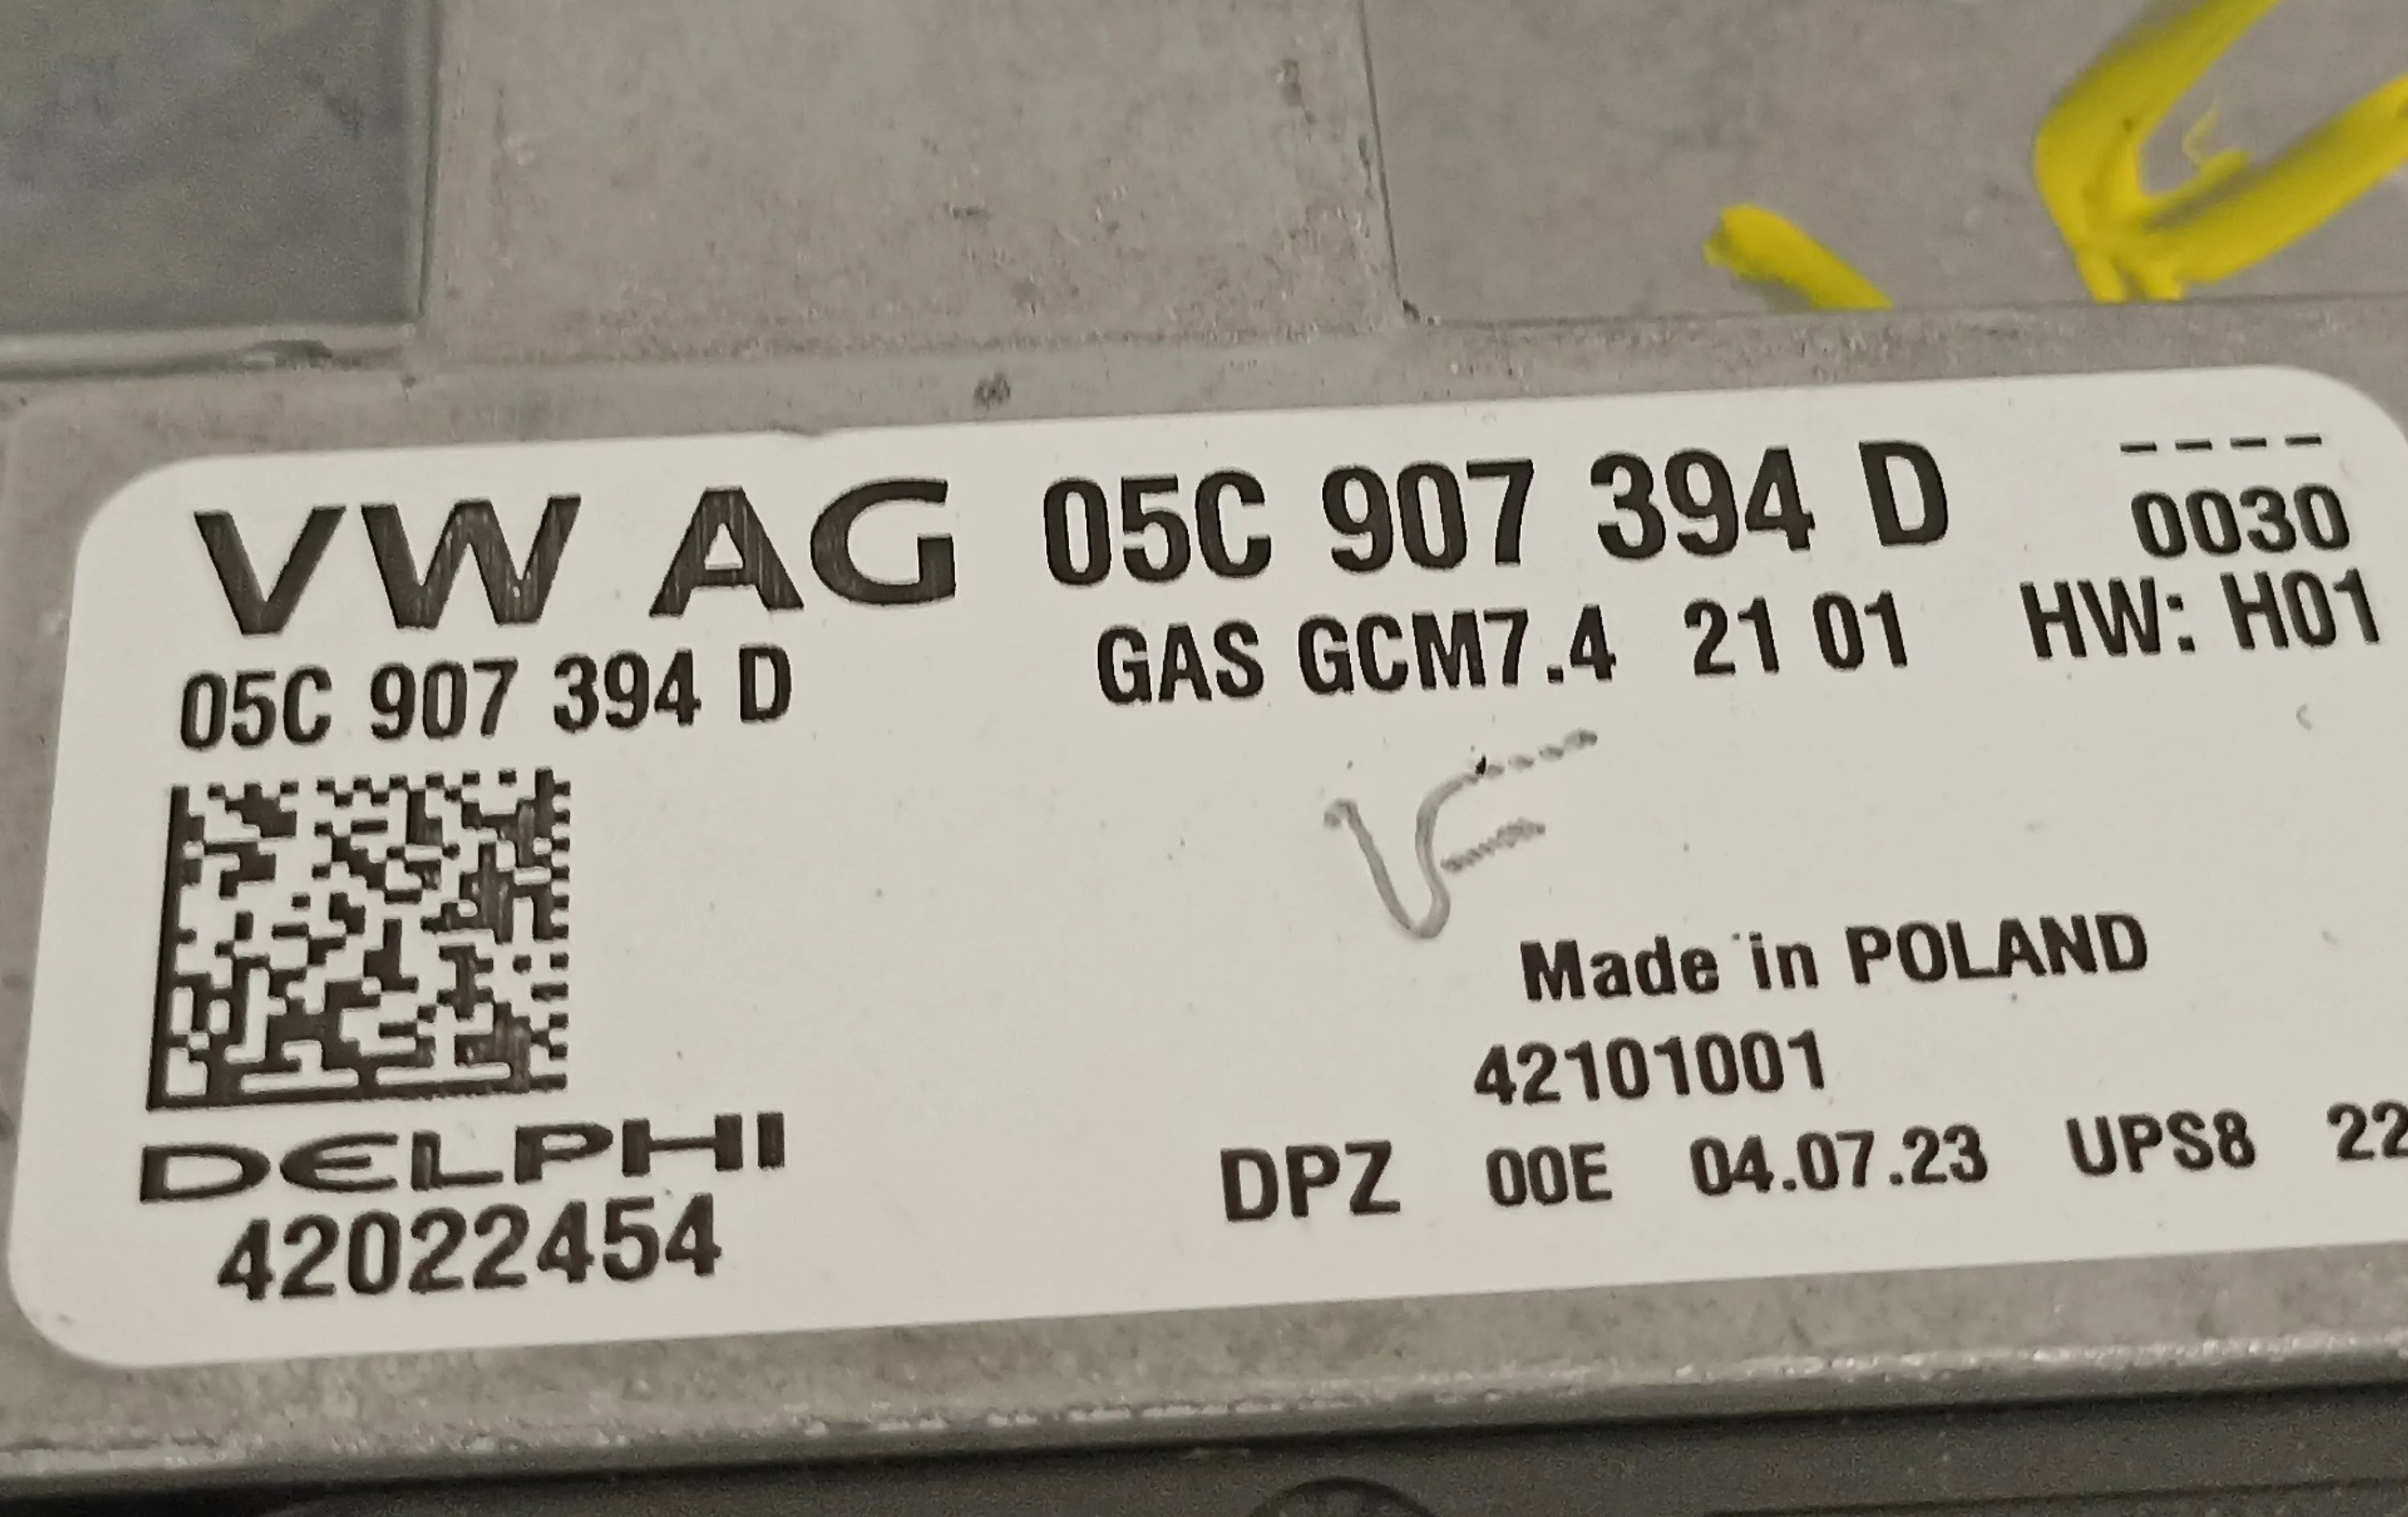 VW AG 05C 907 394 D
----
0030
05C 907 394 D
GAS GCM7.4 21 01 HW: H01
Made in POLAND
42101001
DELPHI
42022454
DPZ 00E 04.07.23 UPS8 22